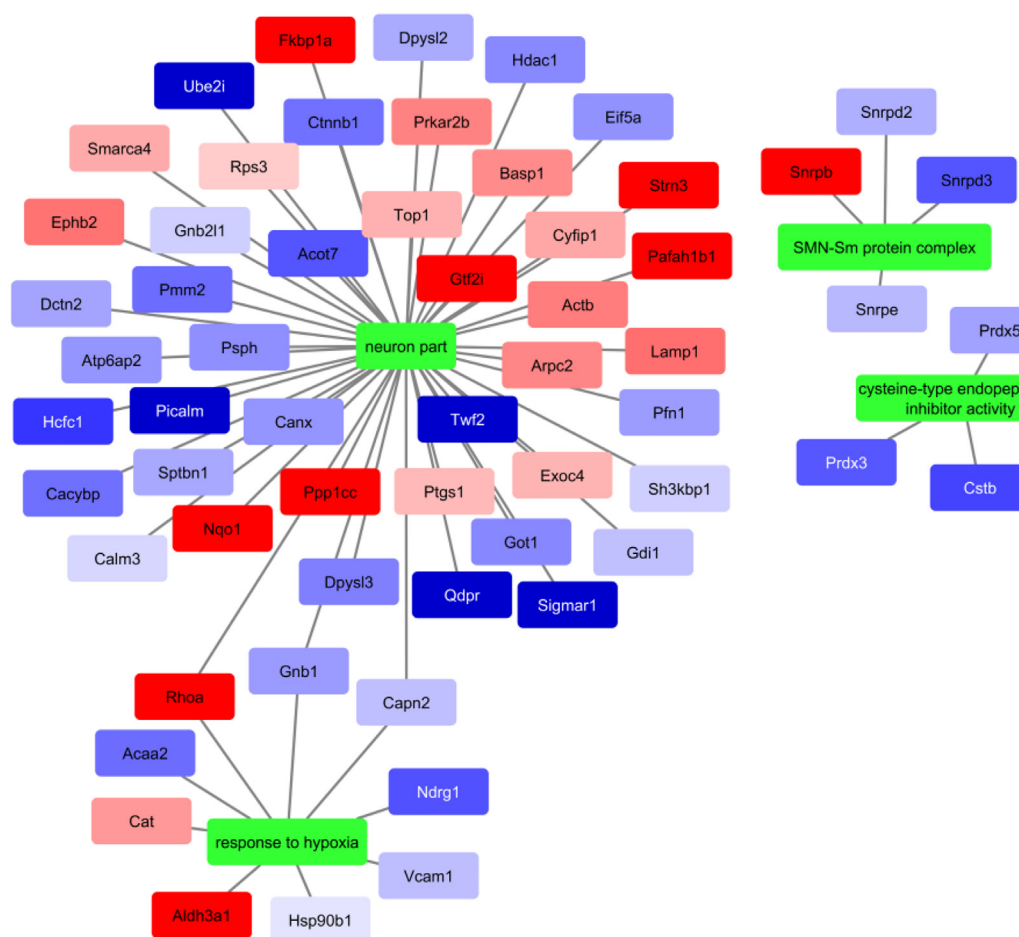 Fkbp1a
Dpysl2
Hdac1
Ube2i
Ctnnb1
Prkar2b
Eif5a
Snrpd2
Smarca4
Rps3
Basp1
Strn3
Snrpb
Snrpd3
Ephb2
Gnb2l1
Top1
Cyfip1
Acot7
Pafah1b1
SMN-Sm protein complex
Gtf2i
Pmm2
Dctn2
Actb
Snrpe
Psph
neuron part
Lamp1
Prdx5
Atp6ap2
Arpc2
cysteine-type endopep
inhibitor activity
Hcfc1
Picalm
Canx
Twf2
Pfn1
Prdx3
Sptbn1
Exoc4
Sh3kbp1
Cstb
Cacybp
Ppp1cc
Ptgs1
Nqo1
Got1
Gdi1
Calm3
Dpysl3
Qdpr
Sigmar1
Gnb1
Rhoa
Capn2
Acaa2
Ndrg1
Cat
response to hypoxia
Vcam1
Aldh3a1
Hsp90b1